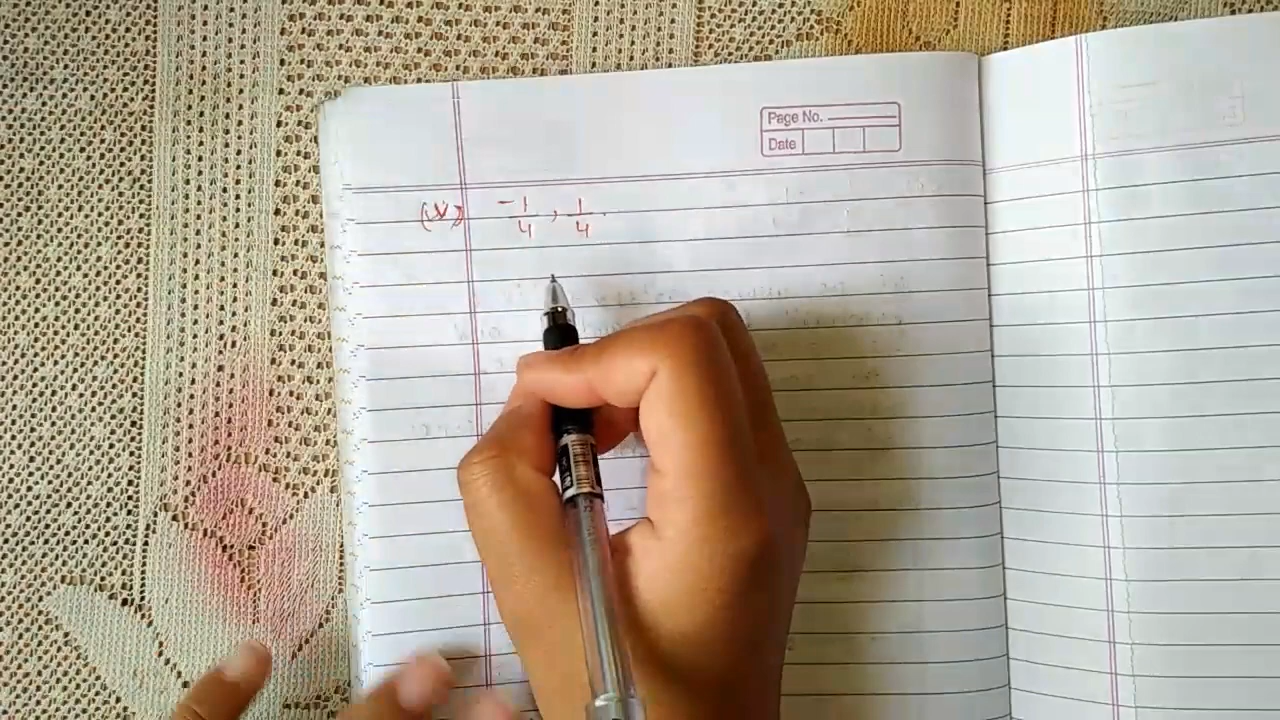 Page No.
Date
(v) -1/4, 1/4.